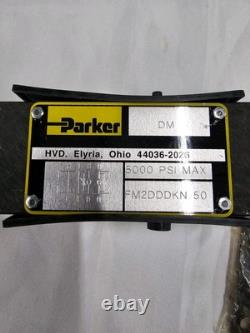 Parker
DM
HVD, Elyria, Ohio 44036-2026
5000 PSI MAX
FM2DDDKN 50